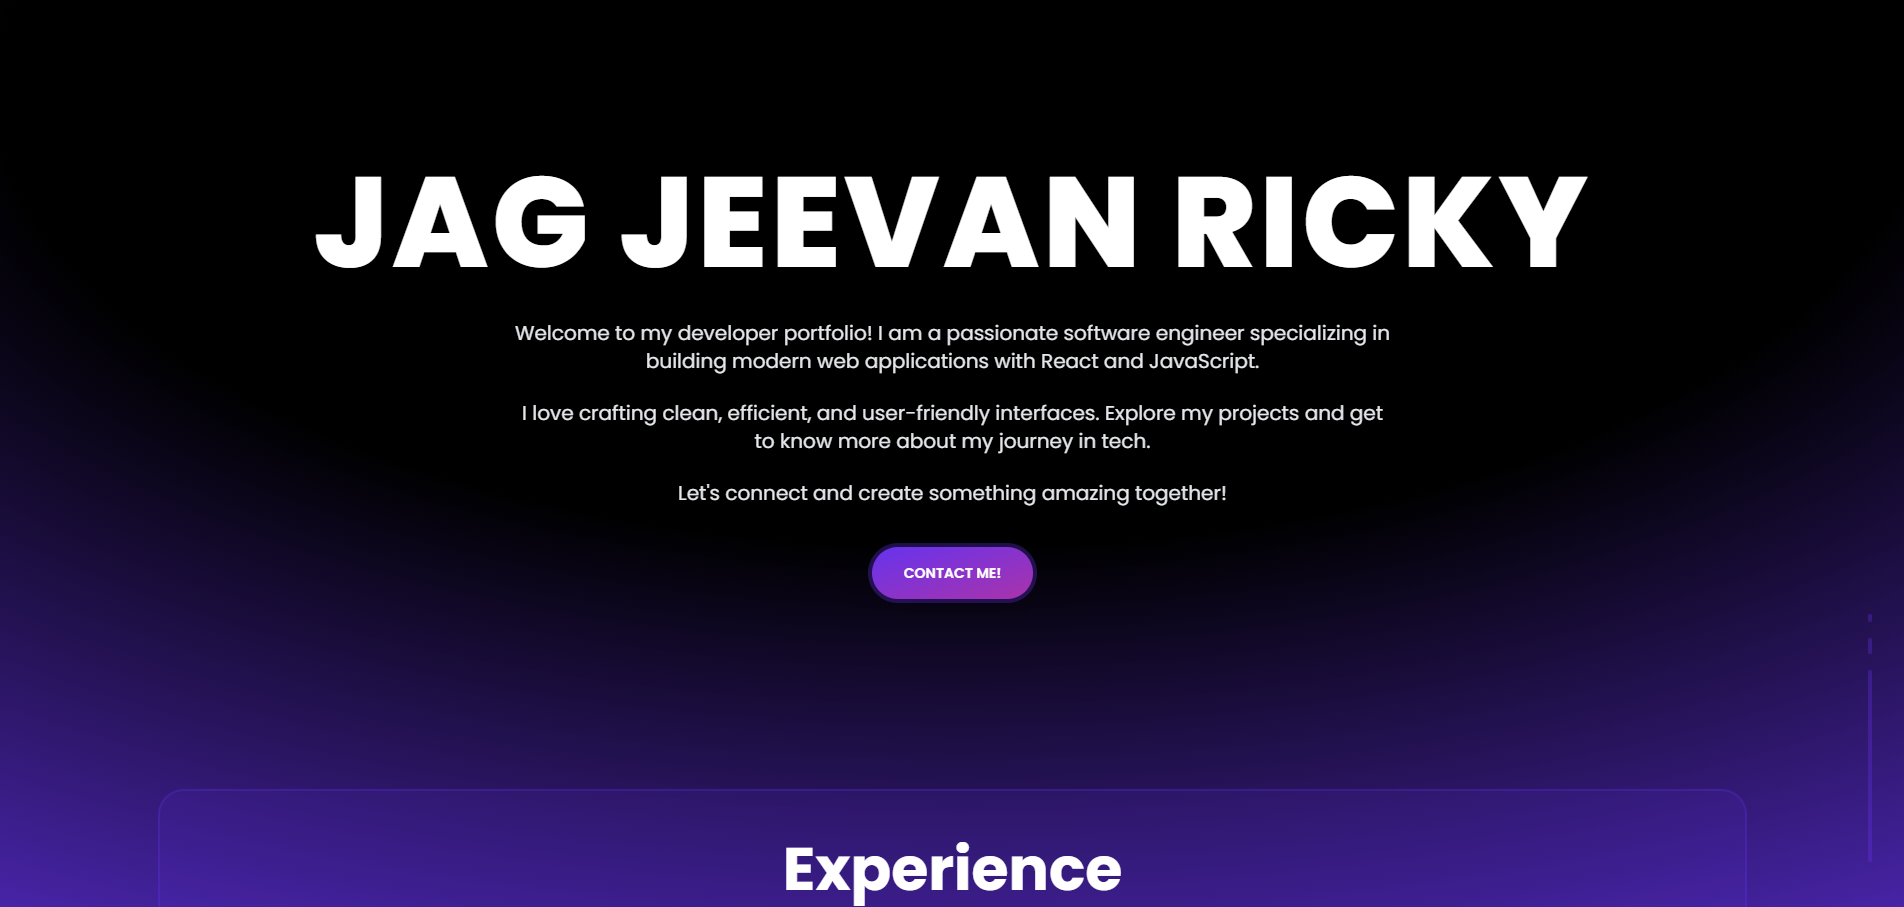 JAG JEEVAN RICKY
Welcome to my developer portfolio! I am a passionate software engineer specializing in
building modern web applications with React and JavaScript.
I love crafting clean, efficient, and user-friendly interfaces. Explore my projects and get
to know more about my journey in tech.
Let's connect and create something amazing together!
CONTACT ME!
Experience